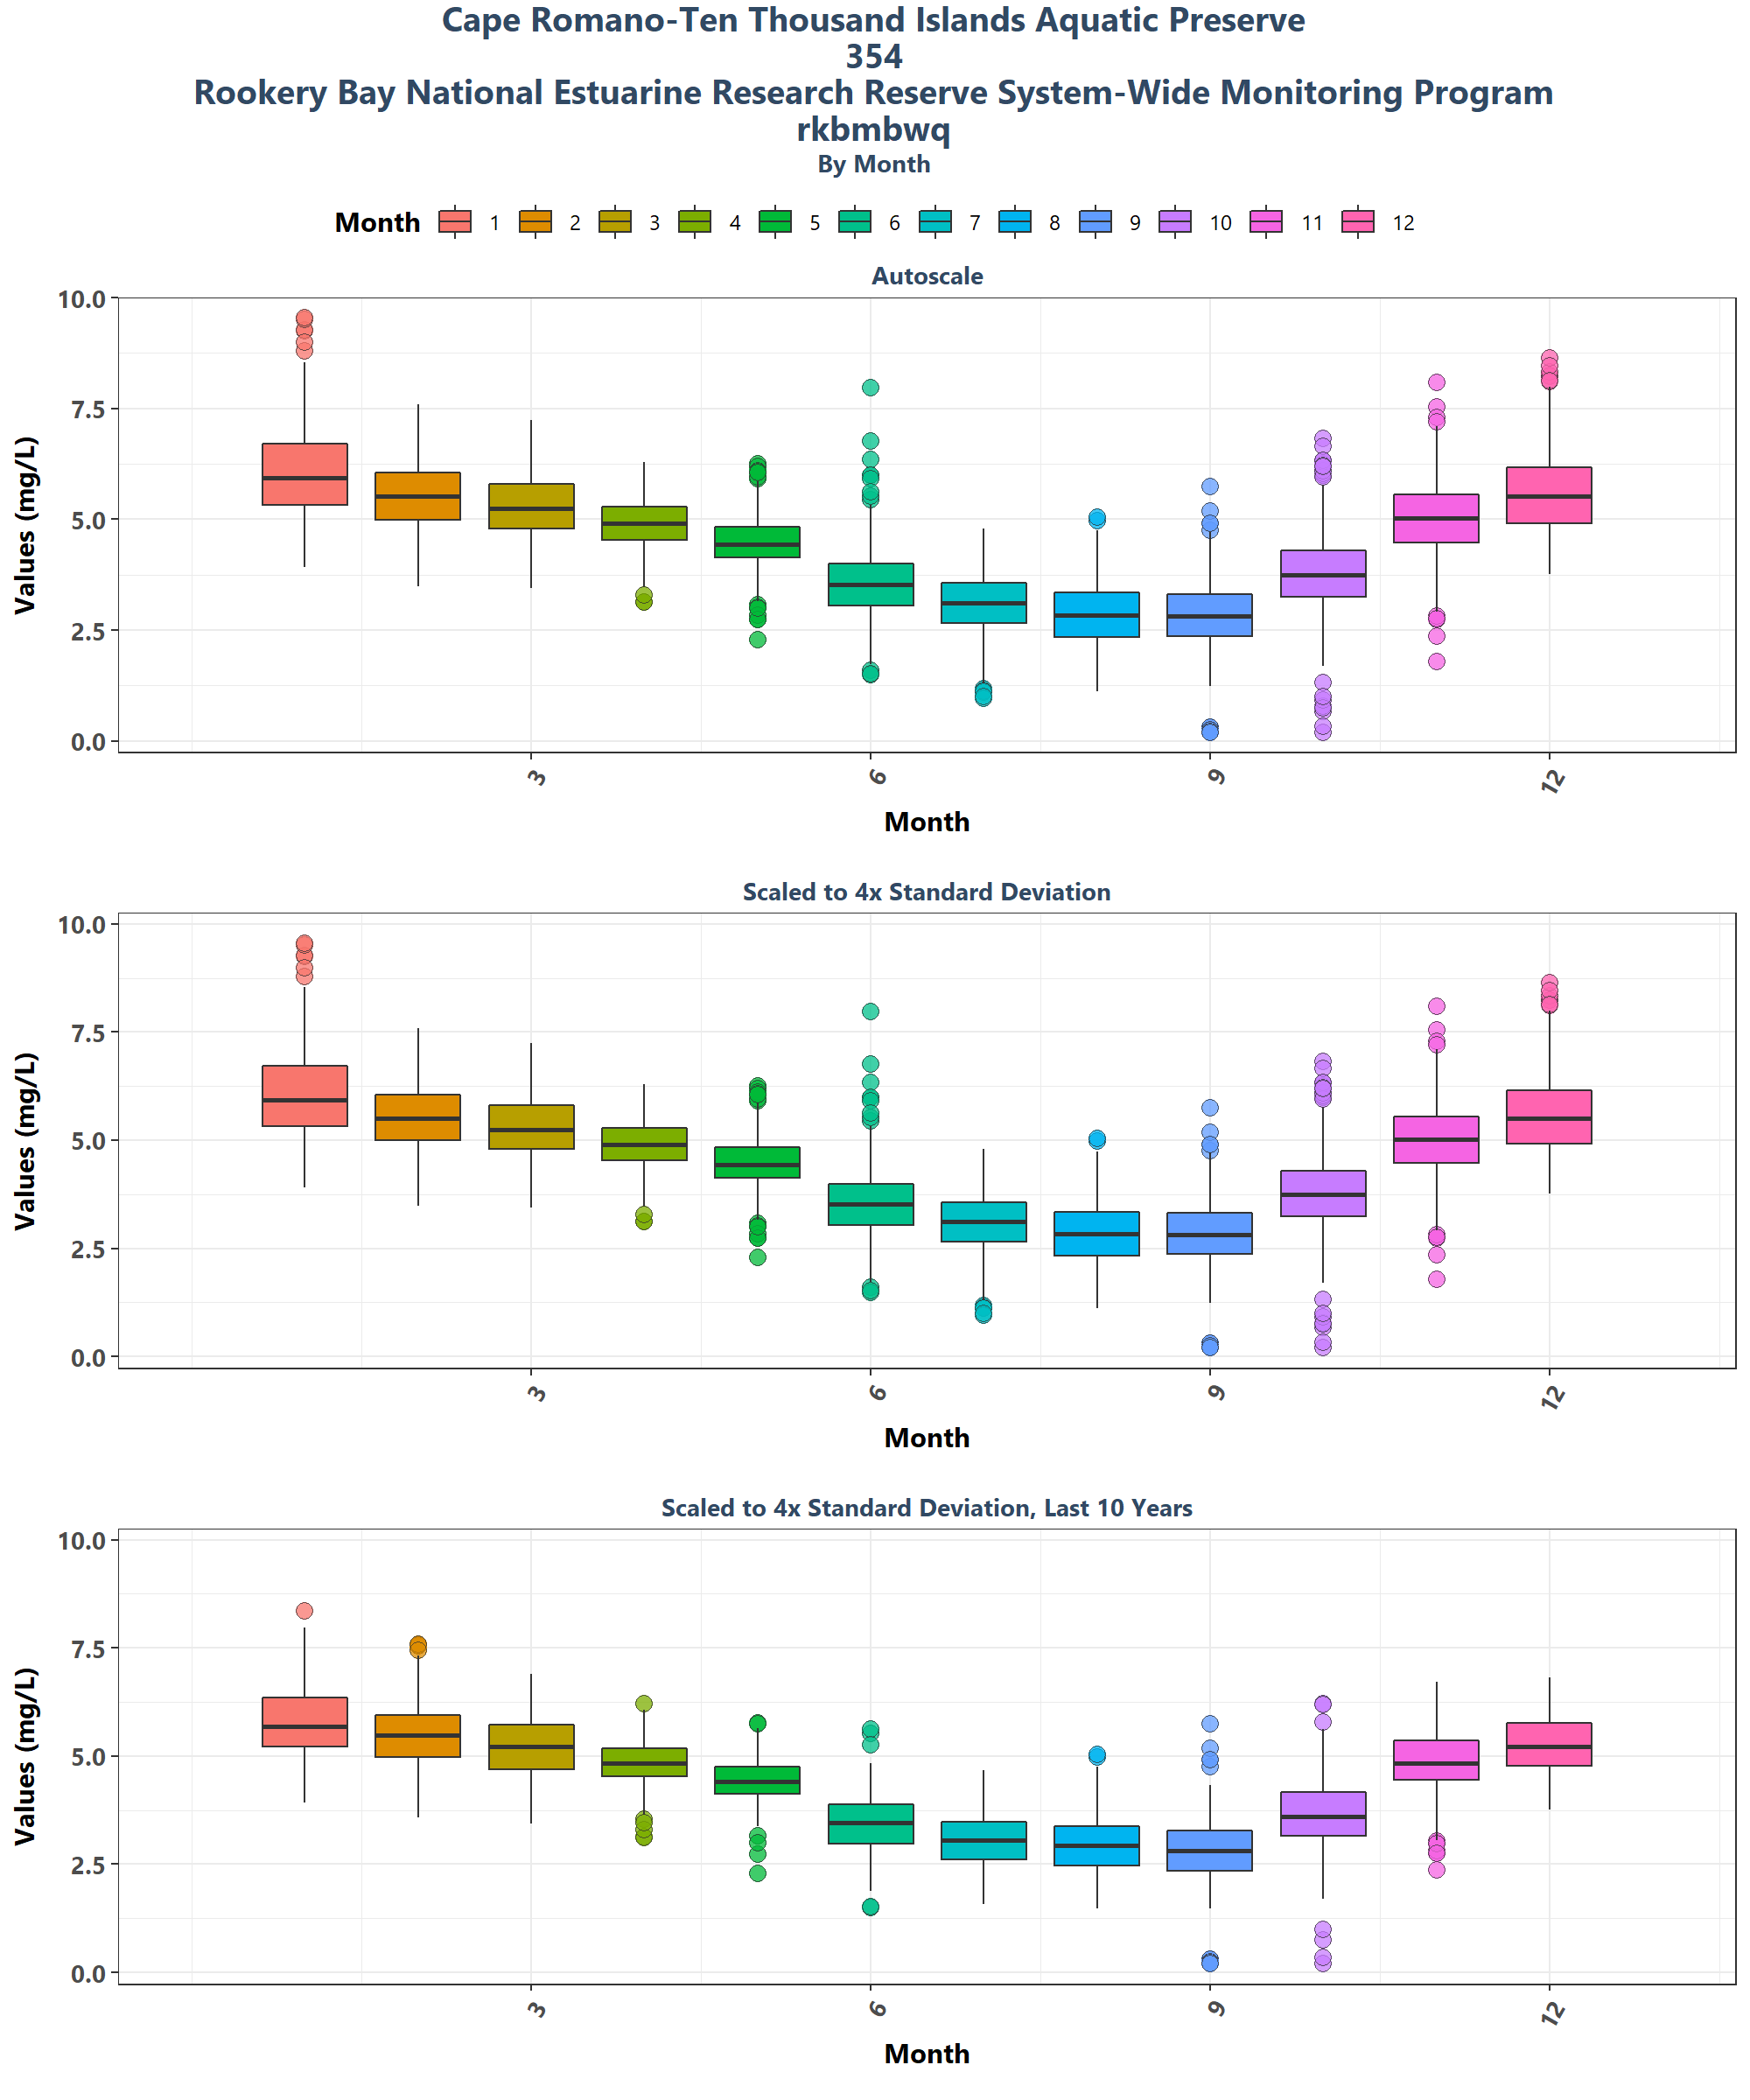 Cape Romano-Ten Thousand Islands Aquatic Preserve
354
Rookery Bay National Estuarine Research Reserve System-Wide Monitoring Program
rkbmbwq
By Month
Month 1 2 3 4 5 6 7 8 9 10 11 12
Autoscale
Values (mg/L)
10.0
7.5
5.0
2.5
0.0
3 6 9 12
Month
Scaled to 4x Standard Deviation
Values (mg/L)
10.0
7.5
5.0
2.5
0.0
3 6 9 12
Month
Scaled to 4x Standard Deviation, Last 10 Years
Values (mg/L)
10.0
7.5
5.0
2.5
0.0
3 6 9 12
Month